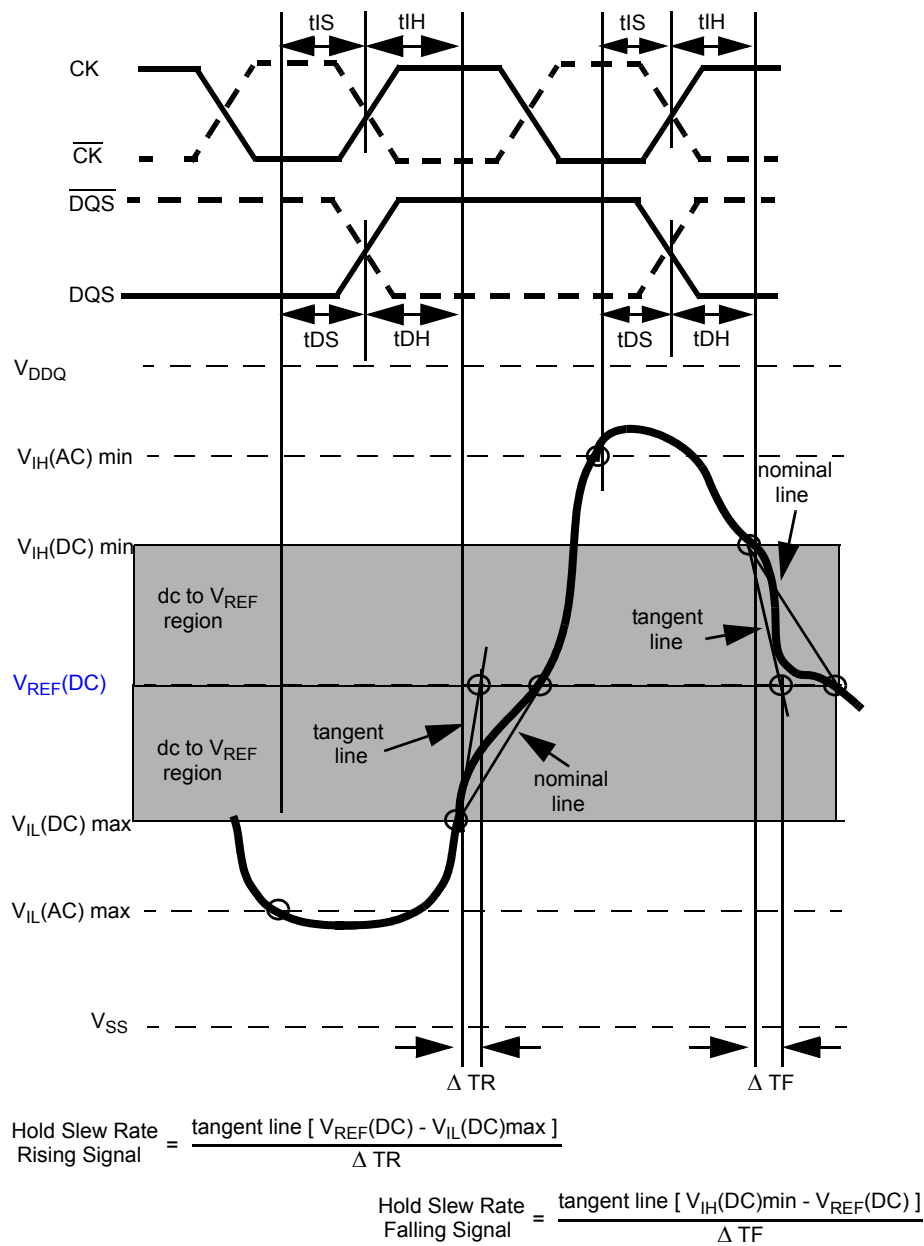 tIS tIH tIS tIH
CK
CK
DQS
DQS
tDS tDH tDS tDH
VDDQ
VIH(AC) min
nominal
line
VIH(DC) min
dc to VREF
region
tangent
line
VREF(DC)
tangent
line
dc to VREF
region
nominal
line
VIL(DC) max
VIL(AC) max
VSS
Δ TR Δ TF
Hold Slew Rate
Rising Signal = tangent line [ VREF(DC) - VIL(DC)max ]
Δ TR
Hold Slew Rate
Falling Signal = tangent line [ VIH(DC)min - VREF(DC) ]
Δ TF